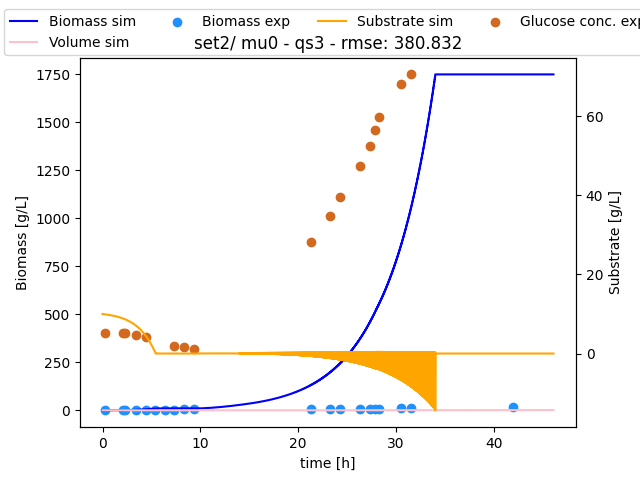 Biomass sim Biomass exp Substrate sim Glucose conc. exp
Volume sim
set2/ mu0 - qs3 - rmse: 380.832
1750
1500
1250
1000
750
500
250
0
Biomass [g/L]
60
40
20
0
Substrate [g/L]
0 10 20 30 40
time [h]